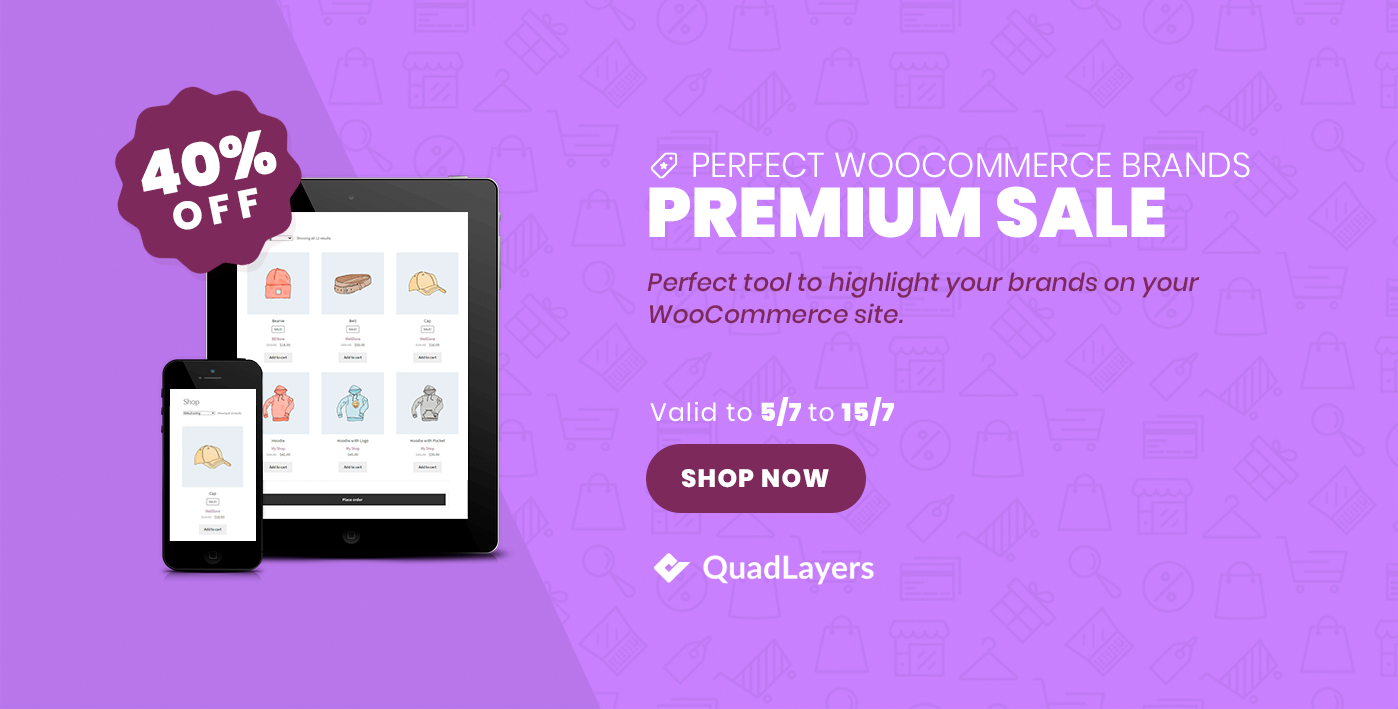 40%
OFF
PERFECT WOOCOMMERCE BRANDS
PREMIUM SALE
Perfect tool to highlight your brands on your
WooCommerce site.
Valid to 5/7 to 15/7
SHOP NOW
QuadLayers
Showing all 12 results
Beanie
Belt
Cap
Add to cart
Add to cart
Add to cart
Hoodie
Hoodie with Logo
Hoodie with Pocket
My Shop
My Shop
My Shop
Add to cart
Add to cart
Add to cart
Place order
Shop
Cap
Add to cart